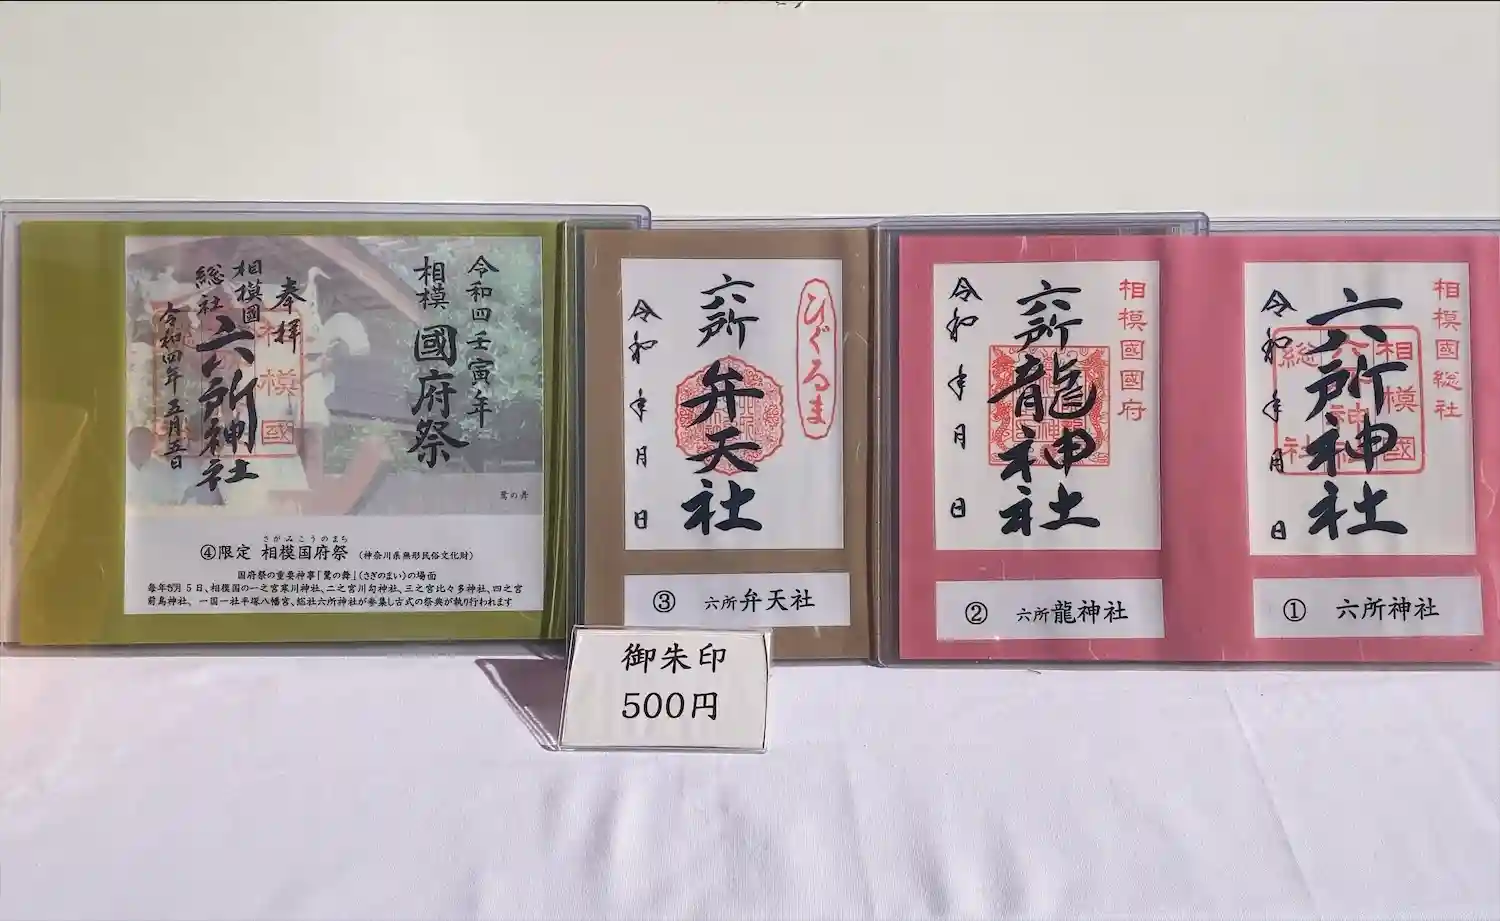 奉拝
相模國
総社
六所神社
令和四年 五月五日
令和四壬寅年
相模
國府祭
鷺の舞
さがみこうのまち
④限定 相模国府祭 (神奈川県無形民俗文化財)
国府祭の重要神事「鷺の舞」(さぎのまい)の場面
毎年5月5日、相模国の一之宮寒川神社、二之宮川勾神社、三之宮比々多神社、四之宮
前鳥神社、一国一社平塚八幡宮、総社六所神社が参集し古式の祭典が執り行われます
ひぐるま
六所
弁天社
令和 年 月 日
③ 六所弁天社
御朱印
500円
相模國國府
六所
龍神社
令和 年 月 日
② 六所龍神社
相模國総社
六所神社
令和 年 月 日
相模國
総社
① 六所神社